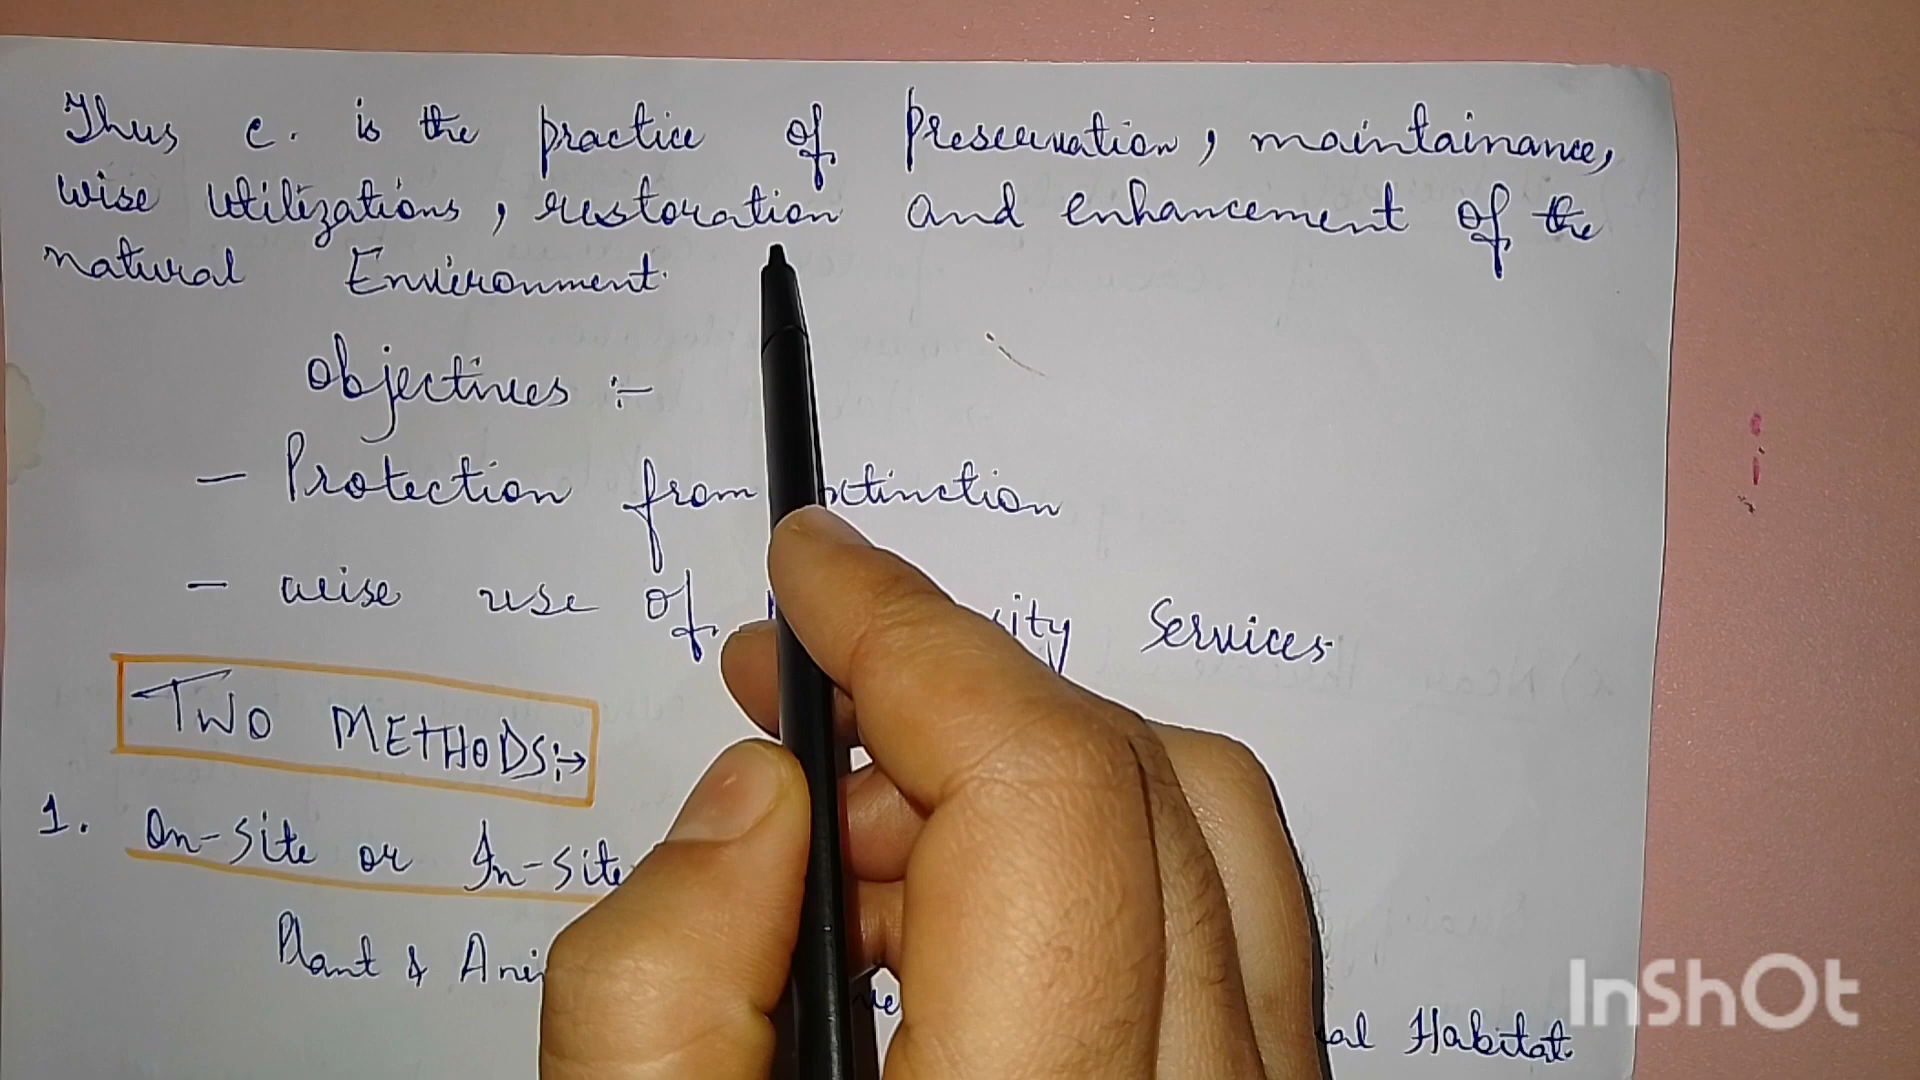 Thus c. is the practice of Preservation, maintainance,
wise utilizations, restoration and enhancement of the
natural Environment.
Objectives :-
- Protection from extinction
- wise use of Services.
TWO METHODS:→
1. On-site or In-site
Plant & Habitat.
InShOt